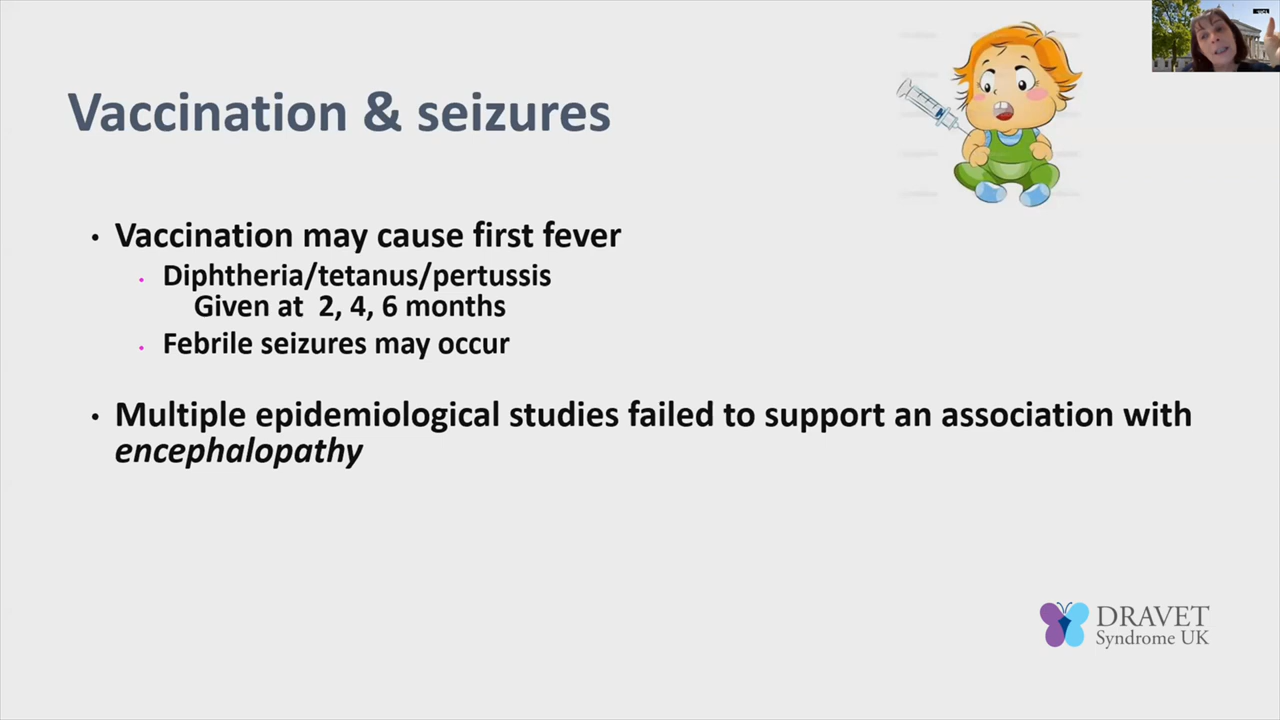 Vaccination & seizures
• Vaccination may cause first fever
• Diphtheria/tetanus/pertussis
Given at 2, 4, 6 months
• Febrile seizures may occur
• Multiple epidemiological studies failed to support an association with
encephalopathy
DRAVET
Syndrome UK